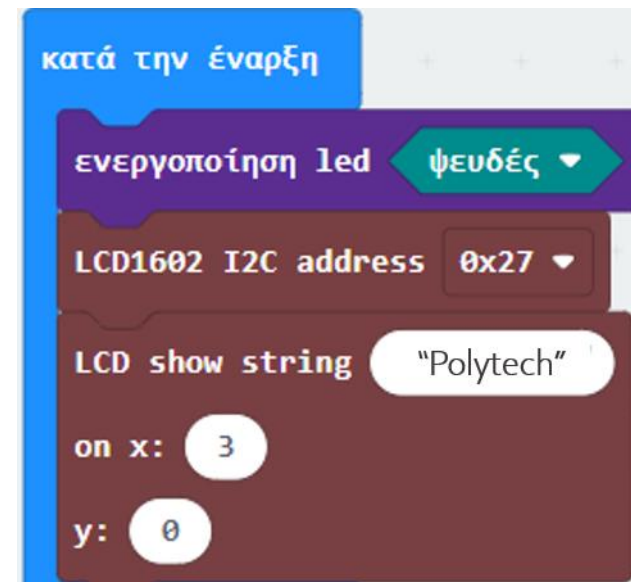 κατά την έναρξη
ενεργοποίηση led ψευδές
LCD1602 I2C address 0x27
LCD show string “Polytech”
on x: 3
y: 0